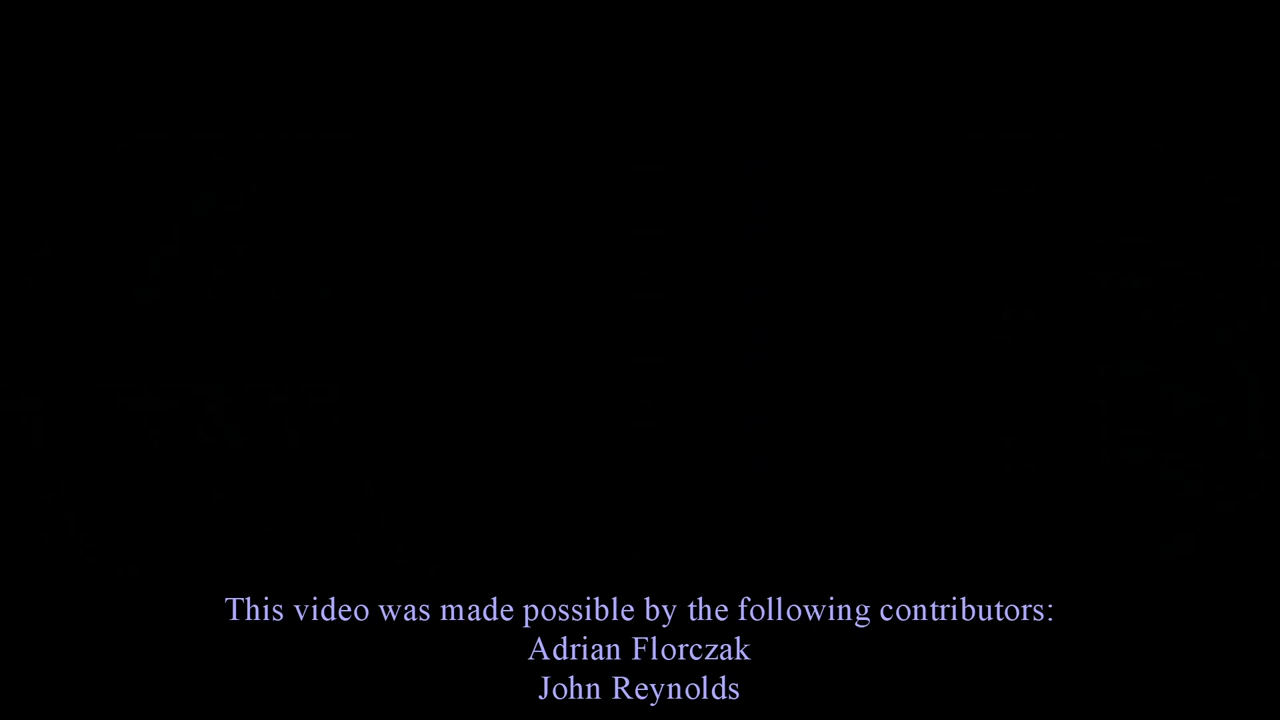 This video was made possible by the following contributors:
Adrian Florczak
John Reynolds